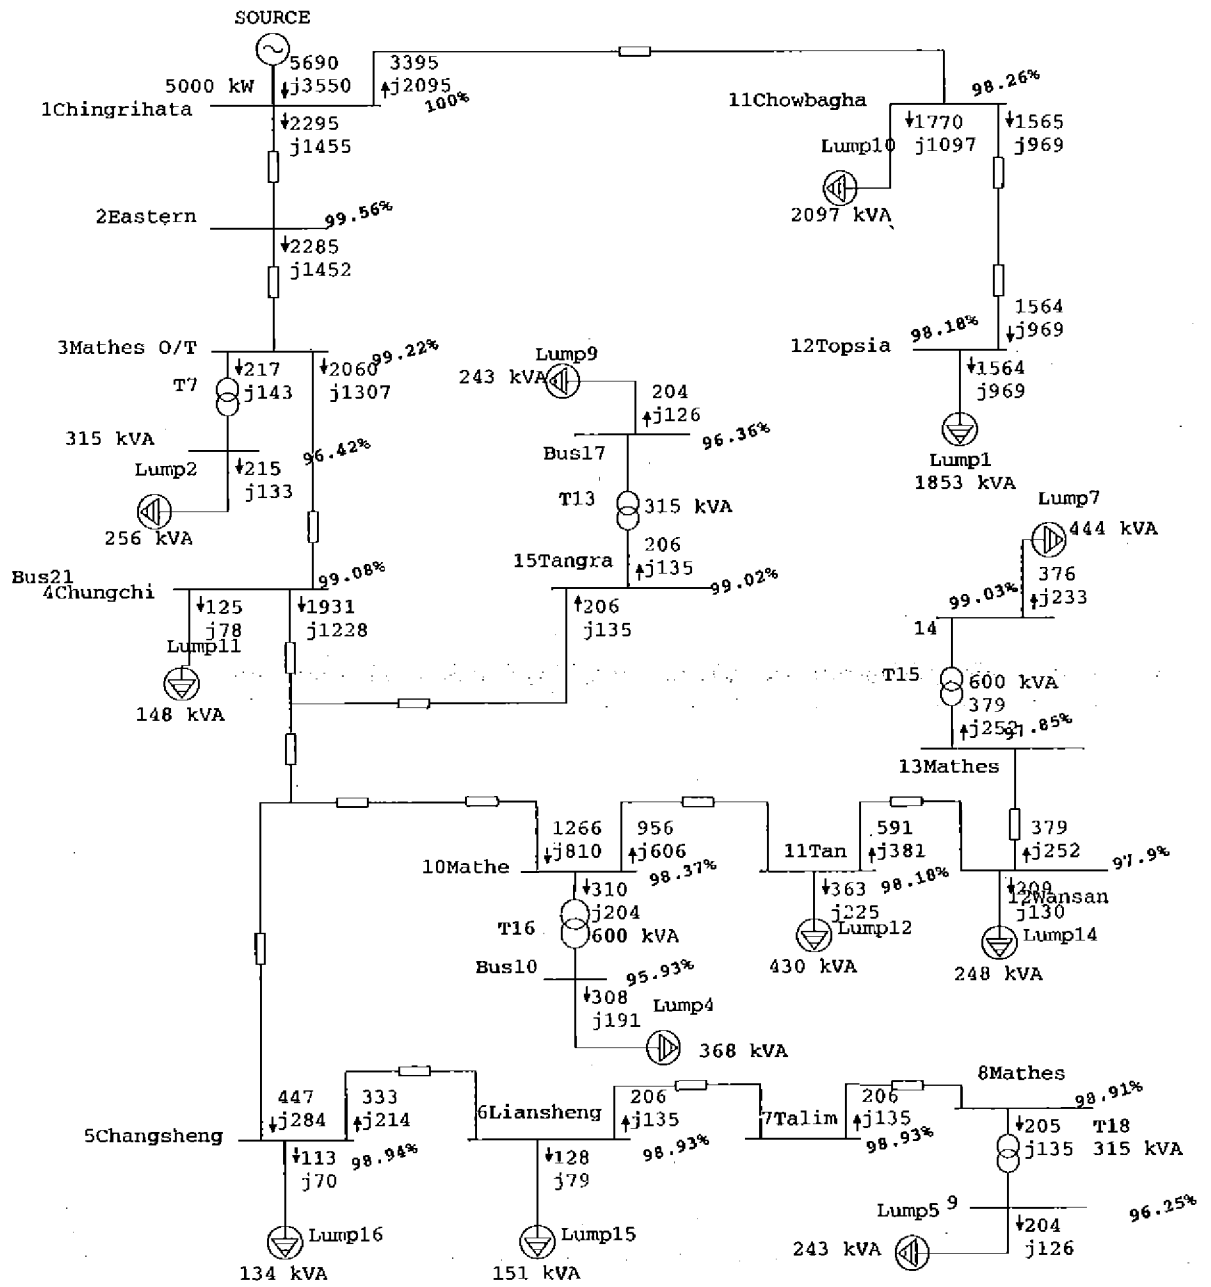 SOURCE
5690
j3550
3395
j2095
5000 kW
100%
1Chingrihata
2295
j1455
98.26%
11Chowbagha
1770
j1097
1565
j969
Lump10
2097 kVA
2Eastern
99.56%
2285
j1452
1564
j969
98.18%
12Topsia
1564
j969
Lump1
1853 kVA
3Mathes O/T
99.22%
217
j143
2060
j1307
T7
315 kVA
96.42%
Lump2
215
j133
256 kVA
Lump9
243 kVA
204
j126
96.36%
Bus17
T13
315 kVA
206
j135
15Tangra
99.02%
206
j135
Lump7
444 kVA
376
j233
99.03%
14
T15
600 kVA
379
j252
97.85%
13Mathes
Bus21
4Chungchi
99.08%
125
j78
1931
j1228
Lump11
148 kVA
1266
j810
956
j606
10Mathe
98.37%
310
j204
T16
600 kVA
Bus10
95.93%
308
j191
Lump4
368 kVA
11Tan
591
j381
363
j225
98.18%
Lump12
430 kVA
379
j252
97.9%
209
j130
12Wansan
Lump14
248 kVA
447
j284
333
j214
5Changsheng
113
j70
98.94%
Lump16
134 kVA
6Liansheng
206
j135
128
j79
98.93%
Lump15
151 kVA
7Talim
206
j135
98.93%
8Mathes
98.91%
205
j135
T18
315 kVA
Lump5
9
96.25%
204
j126
243 kVA